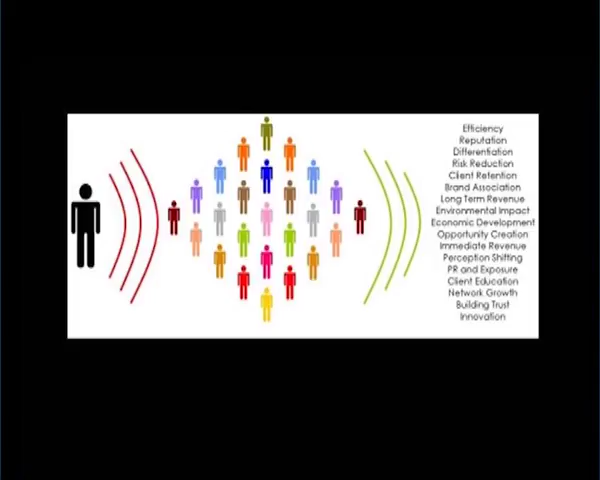 Efficiency
Reputation
Differentiation
Risk Reduction
Client Retention
Brand Association
Long Term Revenue
Environmental Impact
Economic Development
Opportunity Creation
Immediate Revenue
Perception Shifting
PR and Exposure
Client Education
Network Growth
Building Trust
Innovation